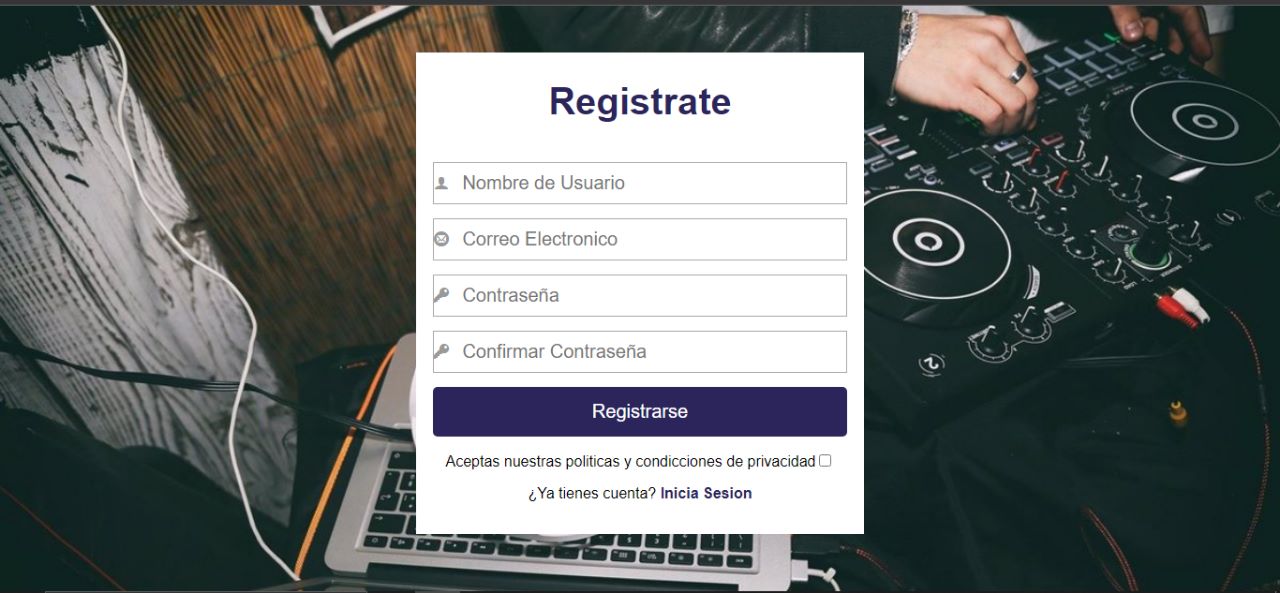 Registrate
Nombre de Usuario
Correo Electronico
Contraseña
Confirmar Contraseña
Registrarse
Aceptas nuestras politicas y condicciones de privacidad
¿Ya tienes cuenta? Inicia Sesion